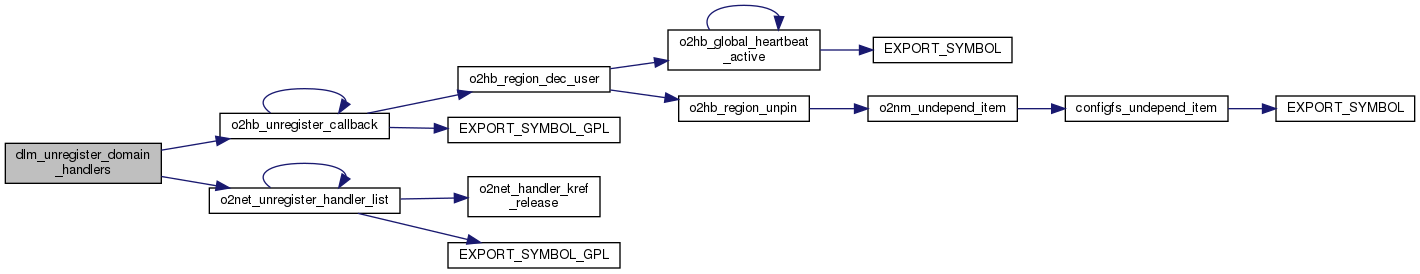 dlm_unregister_domain
_handlers
o2hb_unregister_callback
o2hb_region_dec_user
o2hb_global_heartbeat
_active
EXPORT_SYMBOL
o2hb_region_unpin
o2nm_undepend_item
configfs_undepend_item
EXPORT_SYMBOL
EXPORT_SYMBOL_GPL
o2net_unregister_handler_list
o2net_handler_kref
_release
EXPORT_SYMBOL_GPL